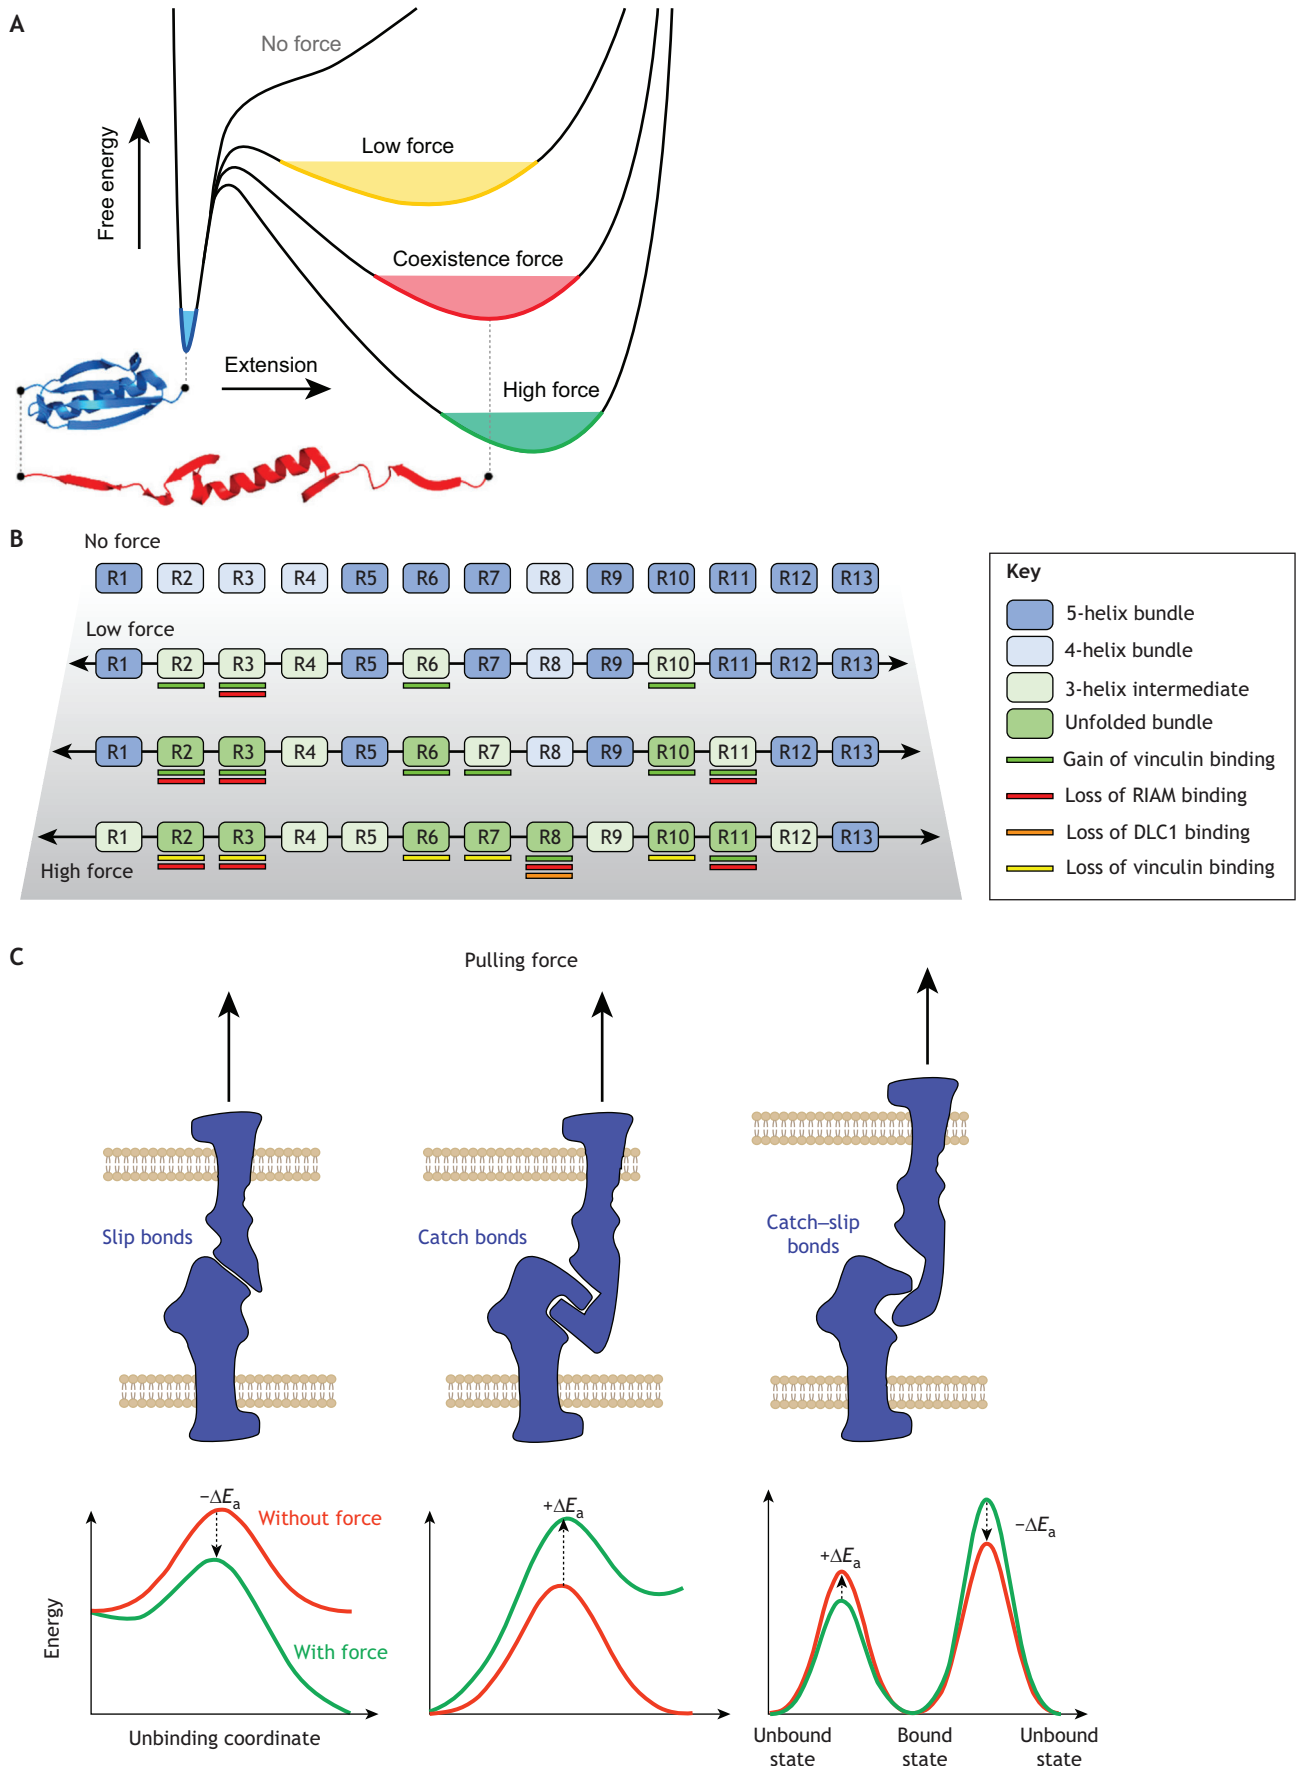 A
No force
Low force
Free energy
Coexistence force
Extension
High force
B
No force
R1 R2 R3 R4 R5 R6 R7 R8 R9 R10 R11 R12 R13
Low force
R1 R2 R3 R4 R5 R6 R7 R8 R9 R10 R11 R12 R13
R1 R2 R3 R4 R5 R6 R7 R8 R9 R10 R11 R12 R13
R1 R2 R3 R4 R5 R6 R7 R8 R9 R10 R11 R12 R13
High force
Key
5-helix bundle
4-helix bundle
3-helix intermediate
Unfolded bundle
Gain of vinculin binding
Loss of RIAM binding
Loss of DLC1 binding
Loss of vinculin binding
C
Pulling force
Slip bonds
Catch bonds
Catch–slip
bonds
−ΔEa
Without force
With force
Energy
Unbinding coordinate
+ΔEa
+ΔEa
−ΔEa
Unbound
state
Bound
state
Unbound
state